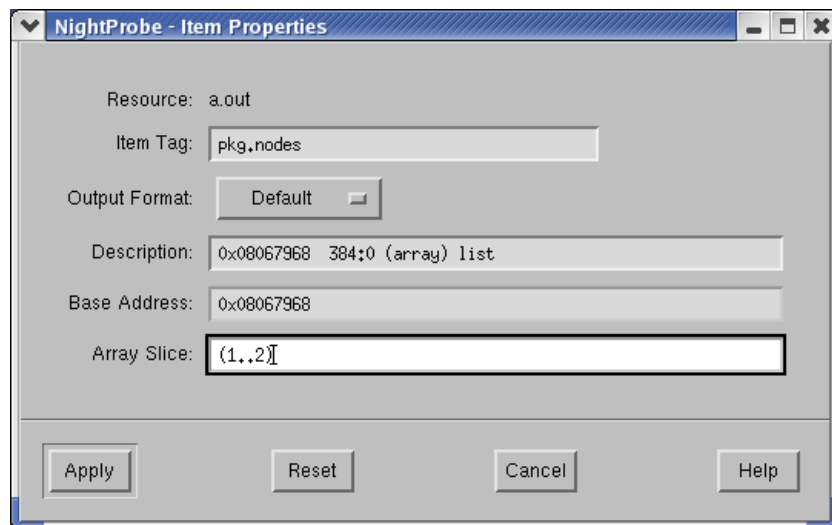 NightProbe - Item Properties
Resource: a.out
Item Tag: pkg.nodes
Output Format: Default
Description: 0x08067968 384:0 (array) list
Base Address: 0x08067968
Array Slice: (1..2)
Apply Reset Cancel Help